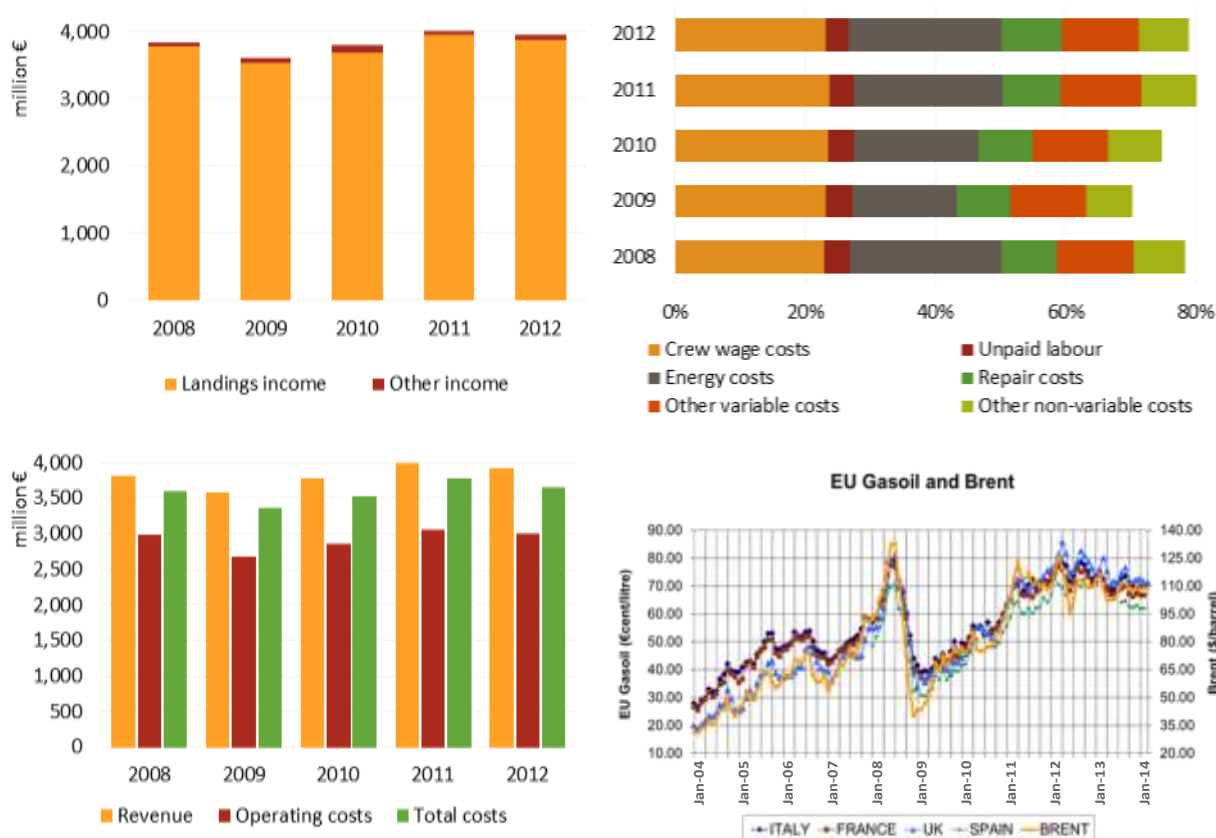 million €
4,000
3,000
2,000
1,000
0
2008 2009 2010 2011 2012
Landings income Other income
2012
2011
2010
2009
2008
0% 20% 40% 60% 80%
Crew wage costs Unpaid labour
Energy costs Repair costs
Other variable costs Other non-variable costs
million €
4,000
3,500
3,000
2,500
2,000
1,500
1,000
500
0
2008 2009 2010 2011 2012
Revenue Operating costs Total costs
EU Gasoil and Brent
EU Gasoil (€cent/litre)
90.00
80.00
70.00
60.00
50.00
40.00
30.00
20.00
10.00
140.00
125.00
110.00
95.00
80.00
65.00
50.00
35.00
20.00
Brent ($/barrel)
Jan-04 Jan-05 Jan-06 Jan-07 Jan-08 Jan-09 Jan-10 Jan-11 Jan-12 Jan-13 Jan-14
ITALY FRANCE UK SPAIN BRENT